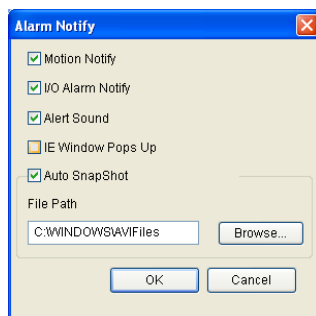 Alarm Notify
Motion Notify
I/O Alarm Notify
Alert Sound
IE Window Pops Up
Auto SnapShot
File Path
C:\WINDOWS\AVIFiles
Browse...
OK
Cancel